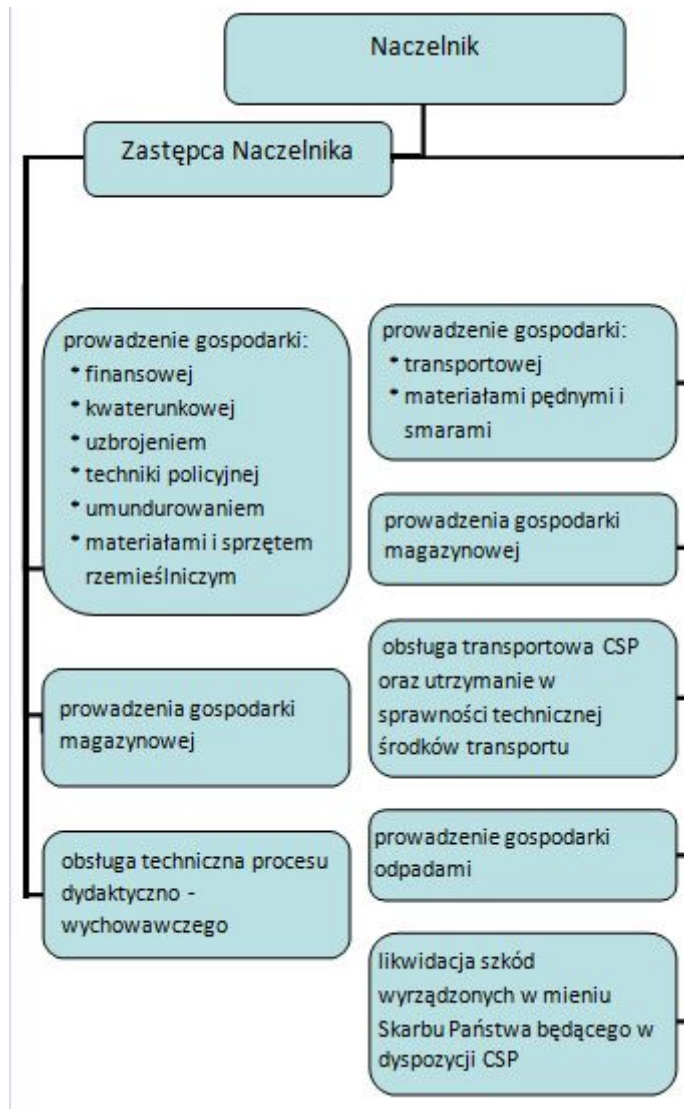 Naczelnik
Zastępca Naczelnika
prowadzenie gospodarki:
* finansowej
* kwaterunkowej
* uzbrojeniem
* techniki policyjnej
* umundurowaniem
* materiałami i sprzętem
rzemieślniczym
prowadzenia gospodarki
magazynowej
obsługa techniczna procesu
dydaktyczno -
wychowawczego
prowadzenie gospodarki:
* transportowej
* materiałami pędnymi i
smarami
prowadzenia gospodarki
magazynowej
obsługa transportowa CSP
oraz utrzymanie w
sprawności technicznej
środków transportu
prowadzenie gospodarki
odpadami
likwidacja szkód
wyrządzonych w mieniu
Skarbu Państwa będącego w
dyspozycji CSP